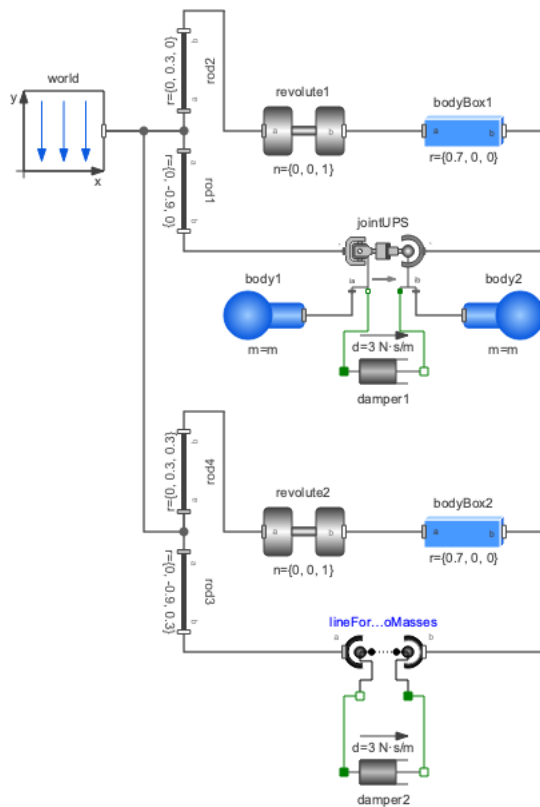 world
y
x
r={0, 0.3, 0}
b
a
rod2
r={0, -0.9, 0}
a
b
rod1
revolute1
a
b
n={0, 0, 1}
bodyBox1
a
b
r={0.7, 0, 0}
jointUPS
ia
ib
body1
m=m
body2
m=m
d=3 N·s/m
damper1
r={0, 0.3, 0.3}
b
a
rod4
r={0, -0.9, 0.3}
a
b
rod3
revolute2
a
b
n={0, 0, 1}
bodyBox2
a
b
r={0.7, 0, 0}
lineFor...oMasses
a
b
d=3 N·s/m
damper2